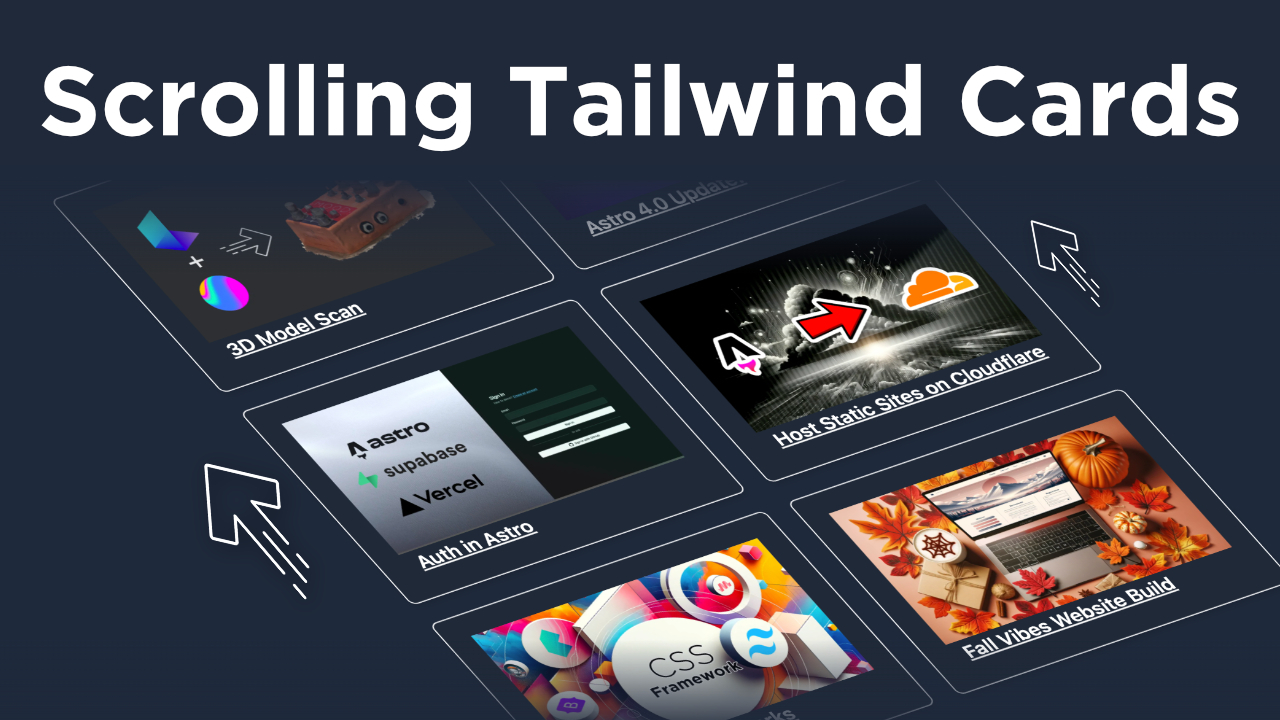 Scrolling Tailwind Cards
Astro 4.0 Update
3D Model Scan
Host Static Sites on Cloudflare
astro
supabase
Vercel
Sign In
Auth in Astro
Fall Vibes Website Build
CSS
Framework